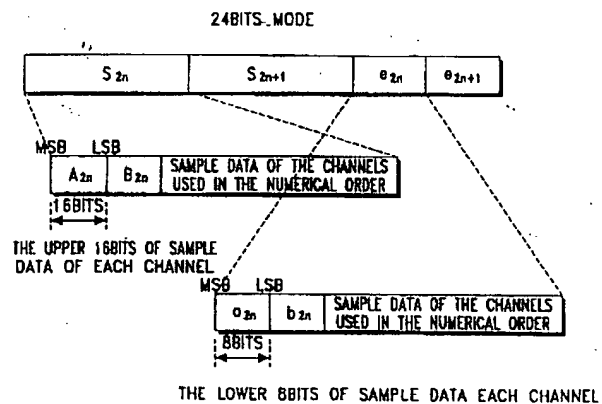 24BITS MODE
S2n S2n+1 e2n e2n+1
MSB LSB
A2n B2n SAMPLE DATA OF THE CHANNELS
USED IN THE NUMERICAL ORDER
16BITS
THE UPPER 16BITS OF SAMPLE
DATA OF EACH CHANNEL
MSB LSB
a2n b2n SAMPLE DATA OF THE CHANNELS
USED IN THE NUMERICAL ORDER
8BITS
THE LOWER 8BITS OF SAMPLE DATA EACH CHANNEL